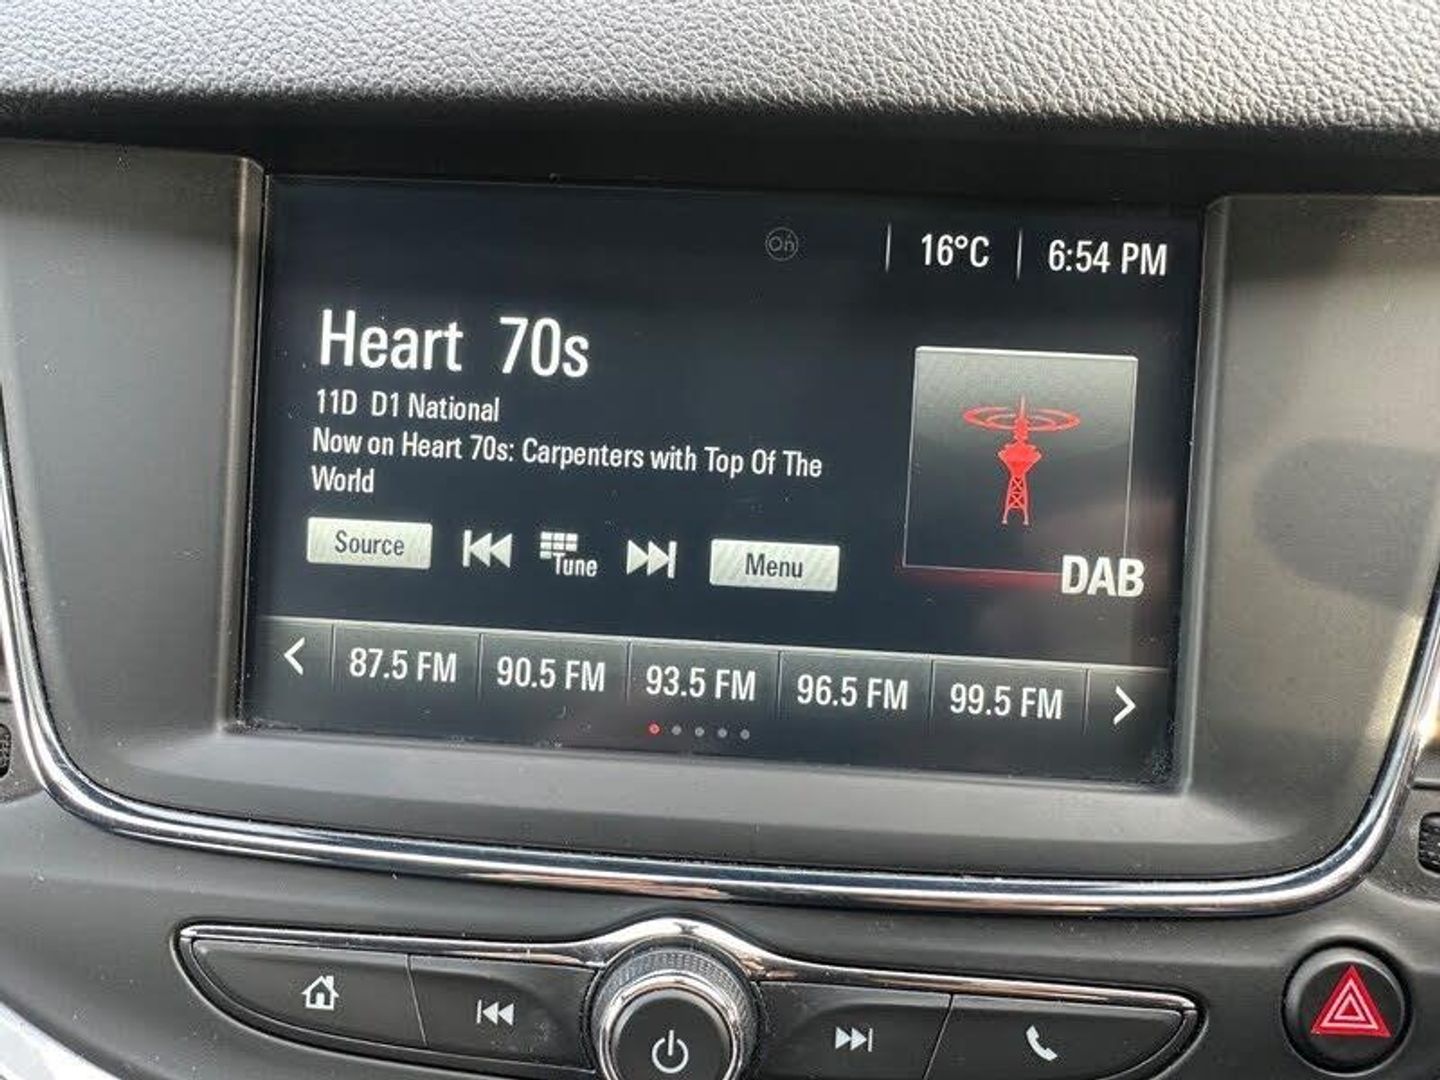 On
16°C
6:54 PM
Heart 70s
11D D1 National
Now on Heart 70s: Carpenters with Top Of The
World
Source
Tune
Menu
DAB
87.5 FM
90.5 FM
93.5 FM
96.5 FM
99.5 FM